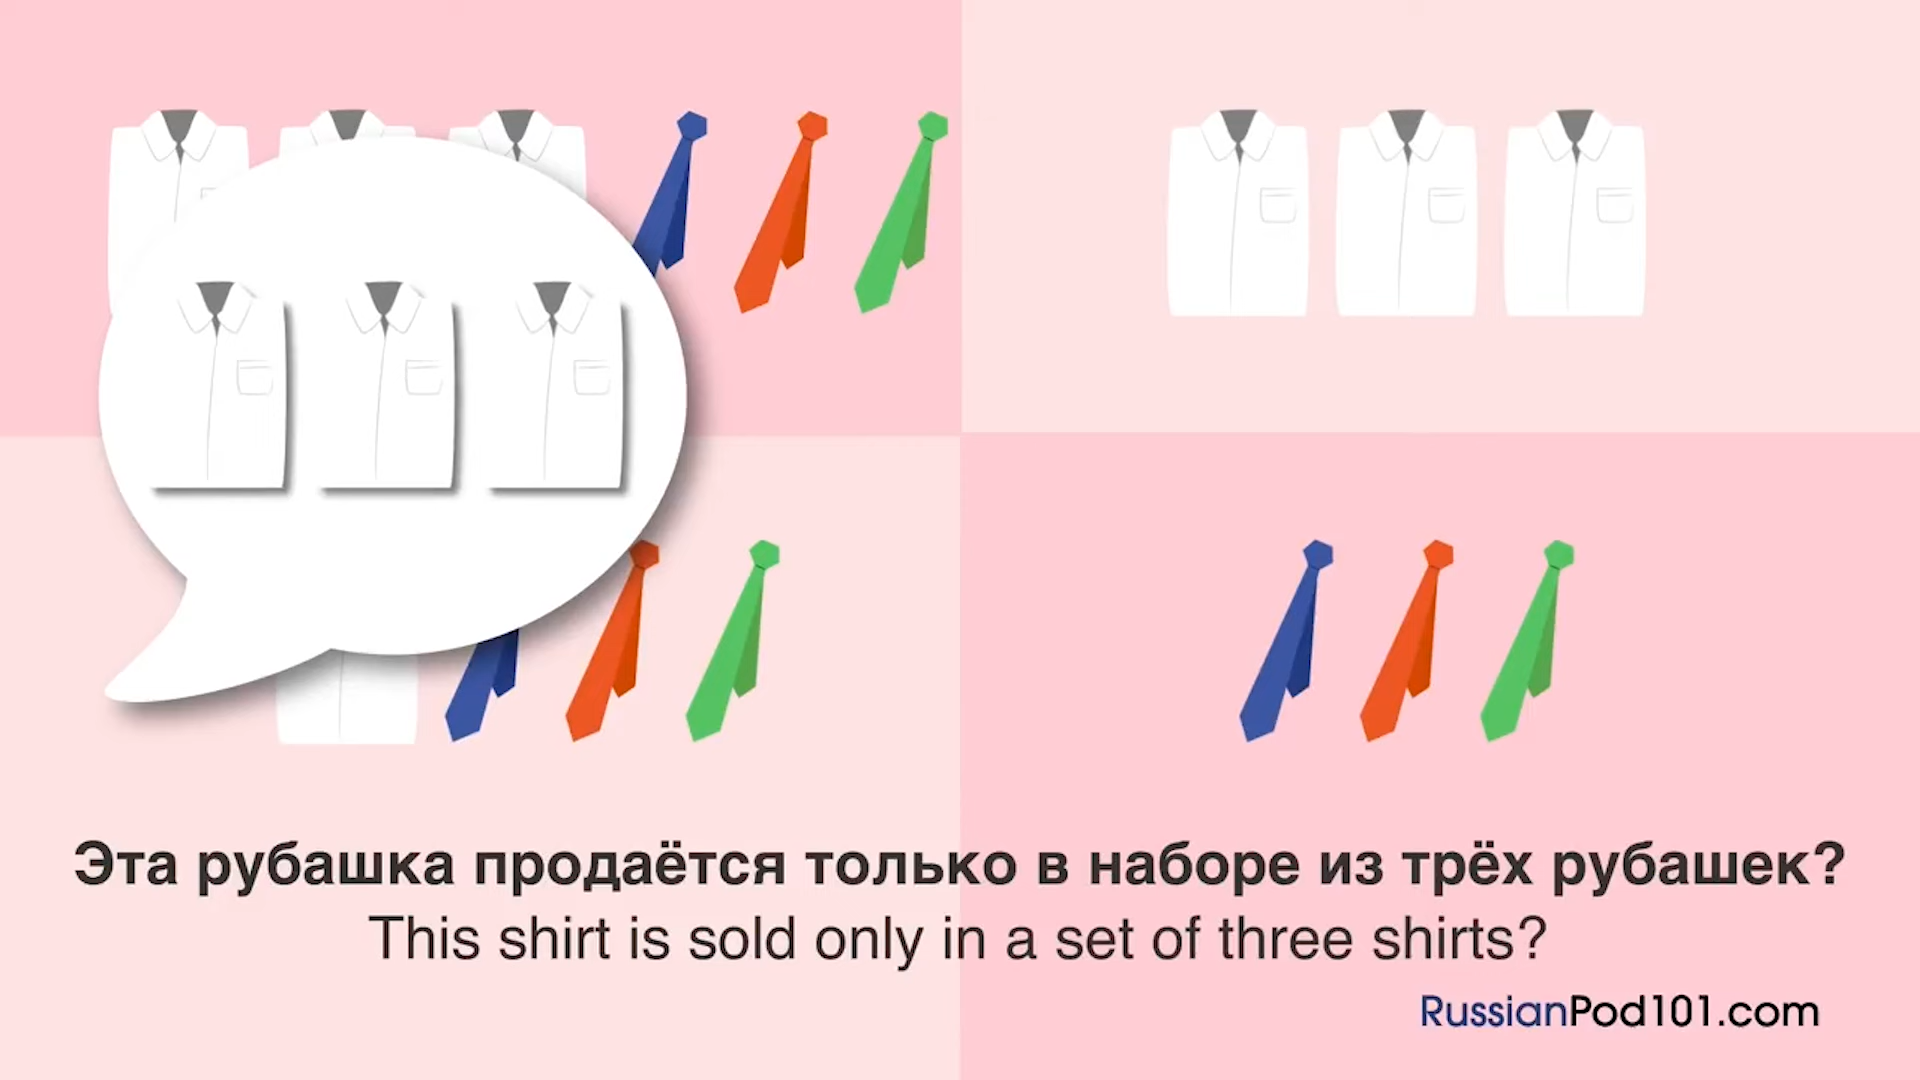 Эта рубашка продаётся только в наборе из трёх рубашек?
This shirt is sold only in a set of three shirts?
RussianPod101.com